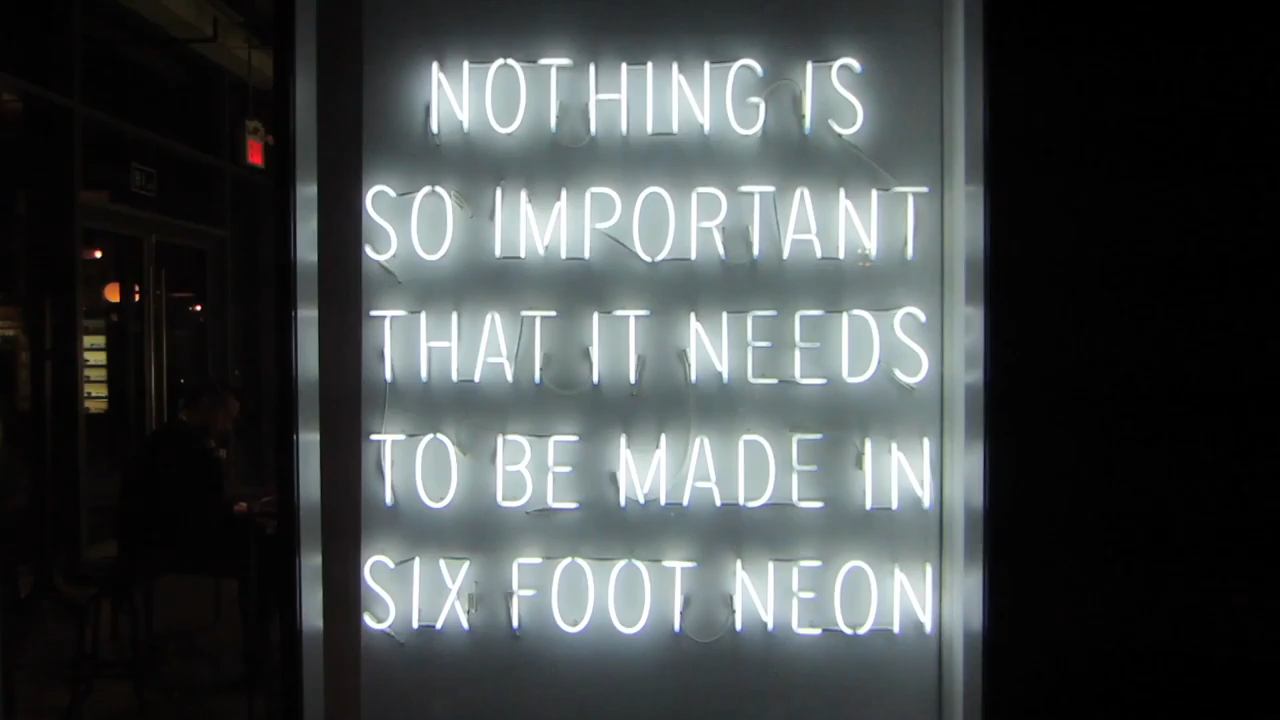 NOTHING IS
SO IMPORTANT
THAT IT NEEDS
TO BE MADE IN
SIX FOOT NEON